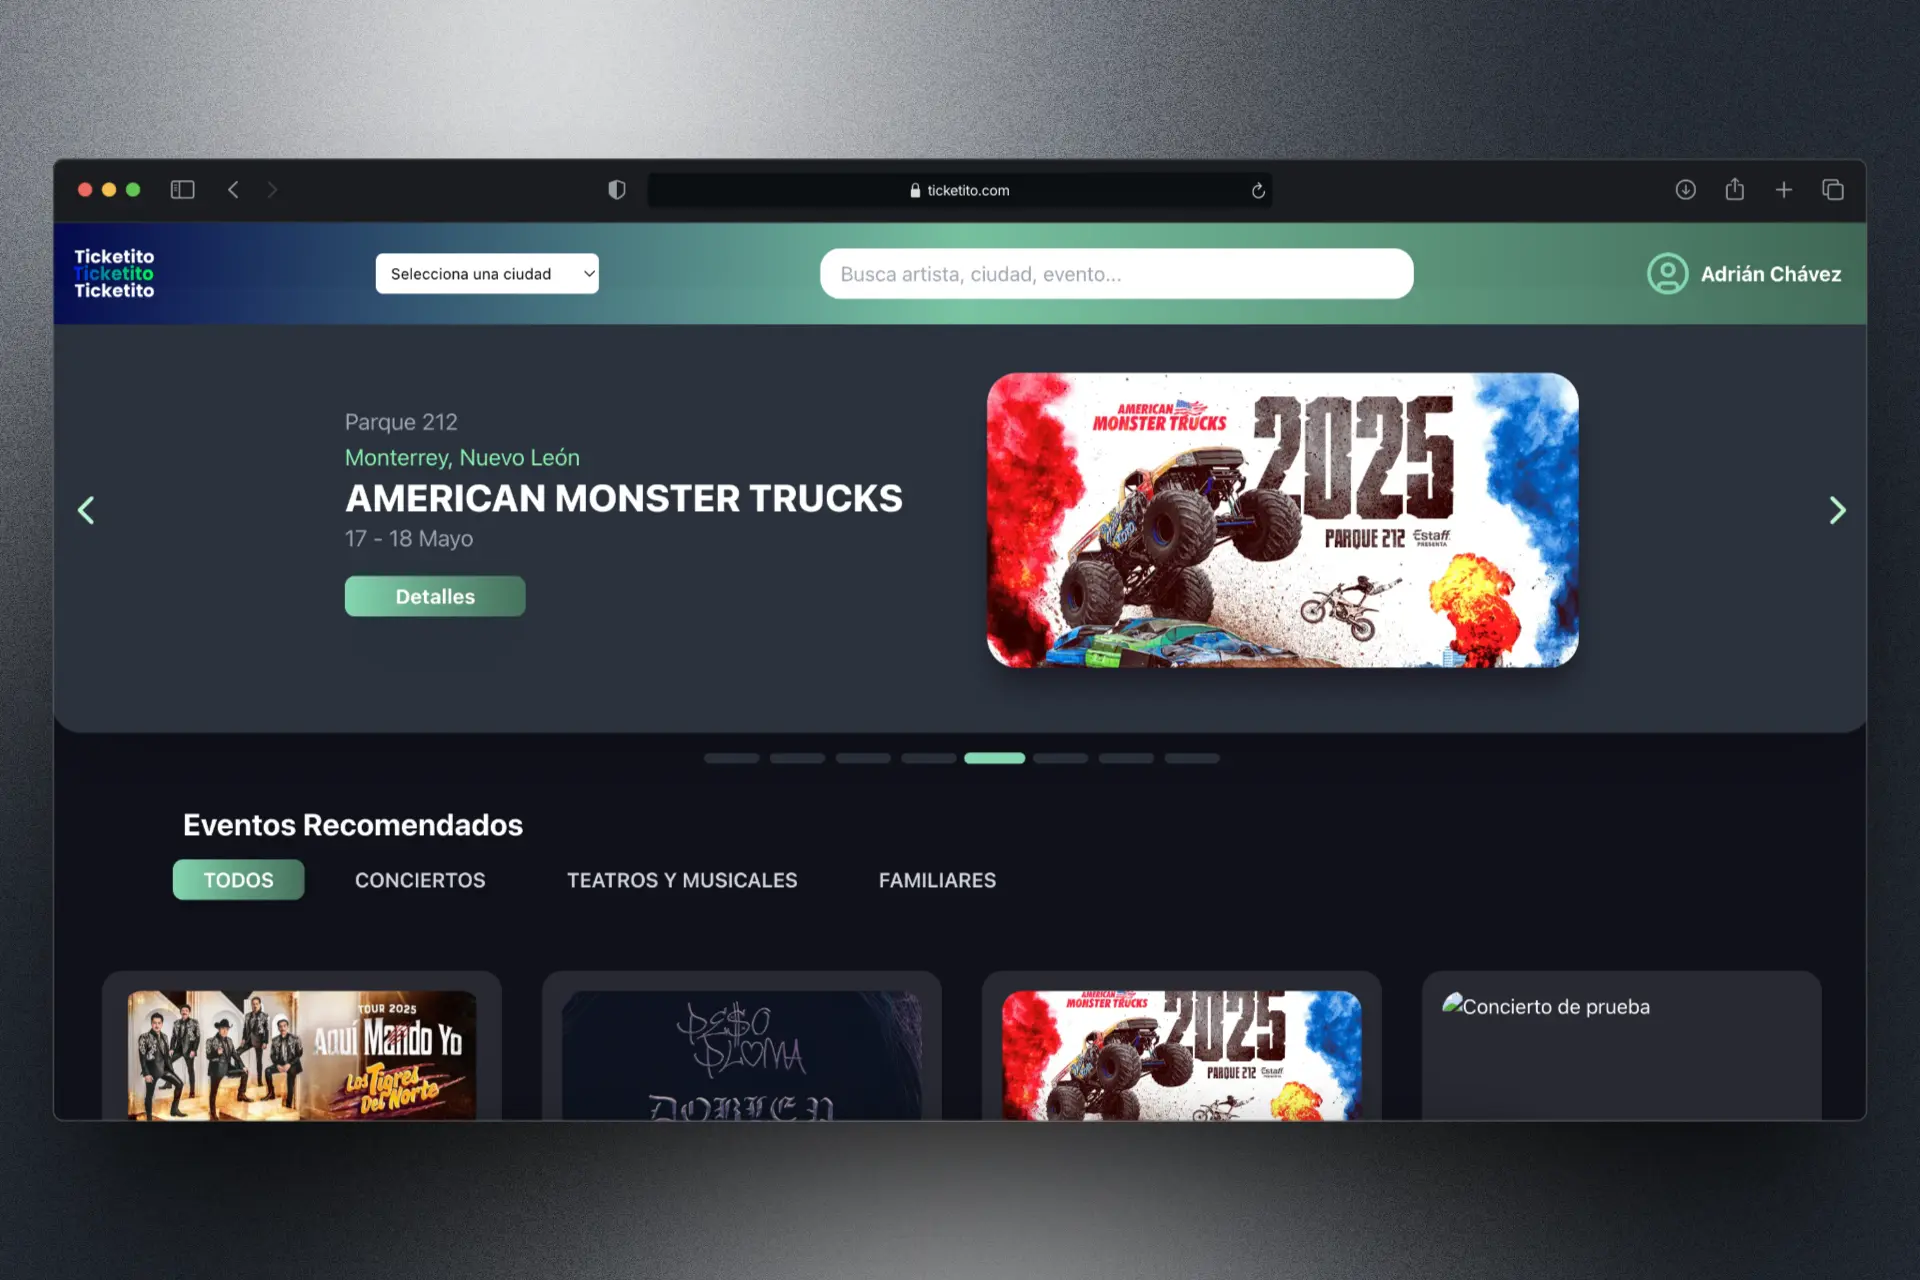 ticketito.com
Ticketito
Ticketito
Ticketito
Selecciona una ciudad
Busca artista, ciudad, evento...
Adrián Chávez
Parque 212
Monterrey, Nuevo León
AMERICAN MONSTER TRUCKS
17 - 18 Mayo
Detalles
AMERICAN
MONSTER TRUCKS
2025
PARQUE 212
Estaff
PRESENTA
Eventos Recomendados
TODOS
CONCIERTOS
TEATROS Y MUSICALES
FAMILIARES
TOUR 2025
Aquí Mando Yo
Los Tigres
Del Norte
PE$O
PLUMA
AMERICAN
MONSTER TRUCKS
2025
PARQUE 212
Estaff
Concierto de prueba